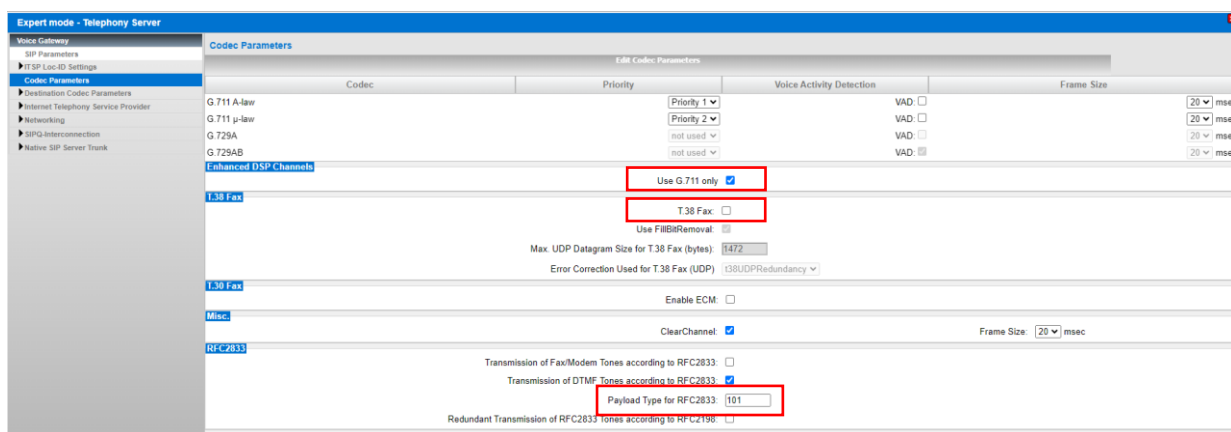 Expert mode - Telephony Server
Voice Gateway
SIP Parameters
ITSP Loc-ID Settings
Codec Parameters
Destination Codec Parameters
Internet Telephony Service Provider
Networking
SIPQ-Interconnection
Native SIP Server Trunk
Codec Parameters
Edit Codec Parameters
Codec Priority Voice Activity Detection Frame Size
G.711 A-law Priority 1 VAD: 20 mse
G.711 µ-law Priority 2 VAD: 20 mse
G.729A not used VAD: 20 mse
G.729AB not used VAD: 20 mse
Enhanced DSP Channels
Use G.711 only
T.38 Fax
T.38 Fax:
Use FillBitRemoval:
Max. UDP Datagram Size for T.38 Fax (bytes): 1472
Error Correction Used for T.38 Fax (UDP) t38UDPRedundancy
T.30 Fax
Enable ECM:
Misc.
ClearChannel: Frame Size: 20 msec
RFC2833
Transmission of Fax/Modem Tones according to RFC2833:
Transmission of DTMF Tones according to RFC2833:
Payload Type for RFC2833: 101
Redundant Transmission of RFC2833 Tones according to RFC2198: